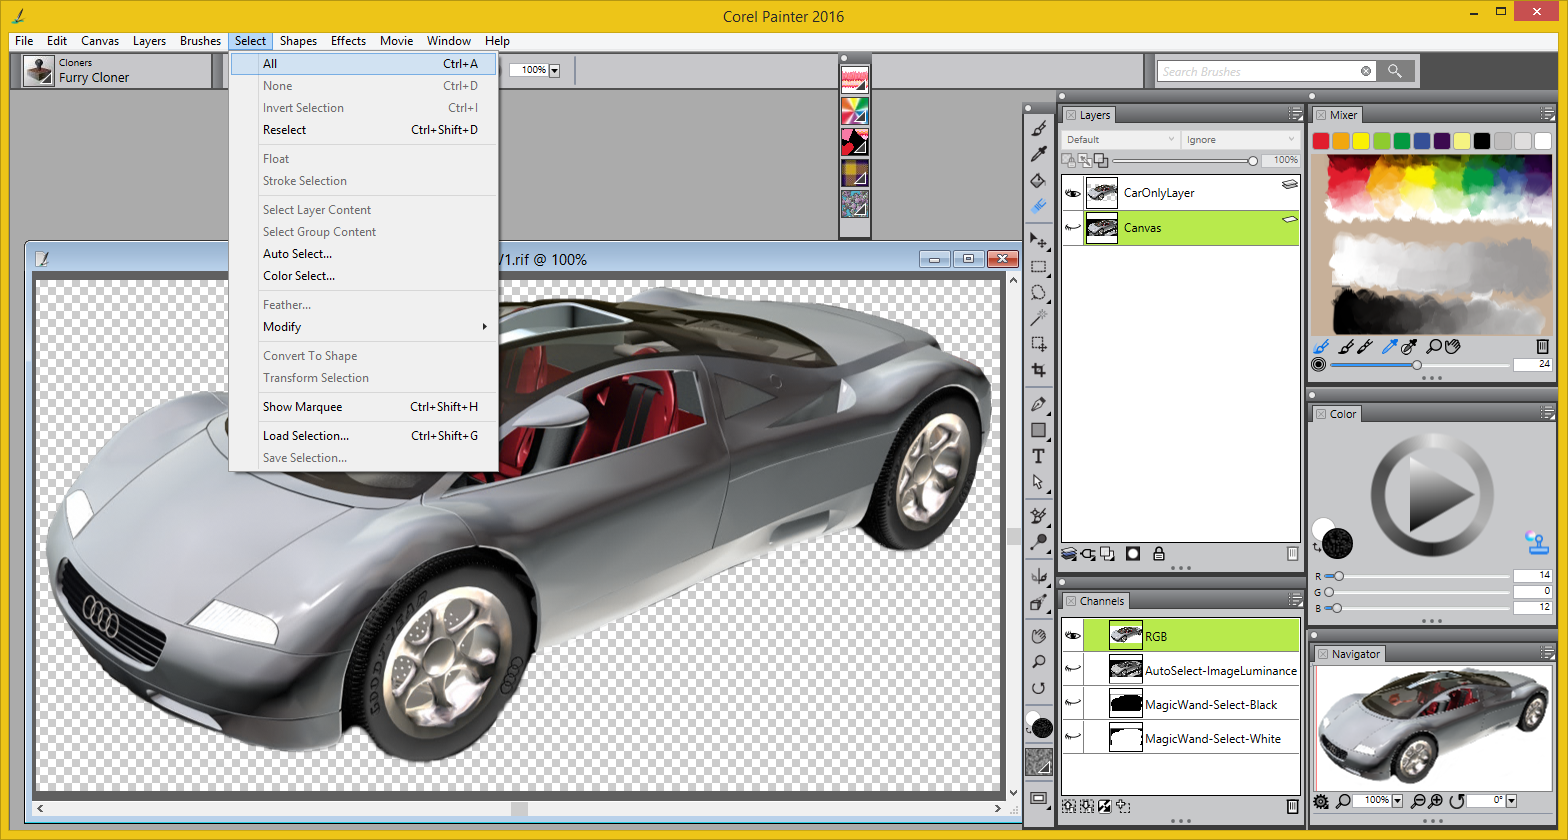 Corel Painter 2016
File Edit Canvas Layers Brushes Select Shapes Effects Movie Window Help
Cloners
Furry Cloner
100%
Search Brushes
All Ctrl+A
None Ctrl+D
Invert Selection Ctrl+I
Reselect Ctrl+Shift+D
Float
Stroke Selection
Select Layer Content
Select Group Content
Auto Select...
Color Select...
Feather...
Modify
Convert To Shape
Transform Selection
Show Marquee Ctrl+Shift+H
Load Selection... Ctrl+Shift+G
Save Selection...
/1.rif @ 100%
T
Layers
Default Ignore
100%
CarOnlyLayer
Canvas
Channels
RGB
AutoSelect-ImageLuminance
MagicWand-Select-Black
MagicWand-Select-White
Mixer
24
Color
R 14
G 0
B 12
Navigator
100% 0°